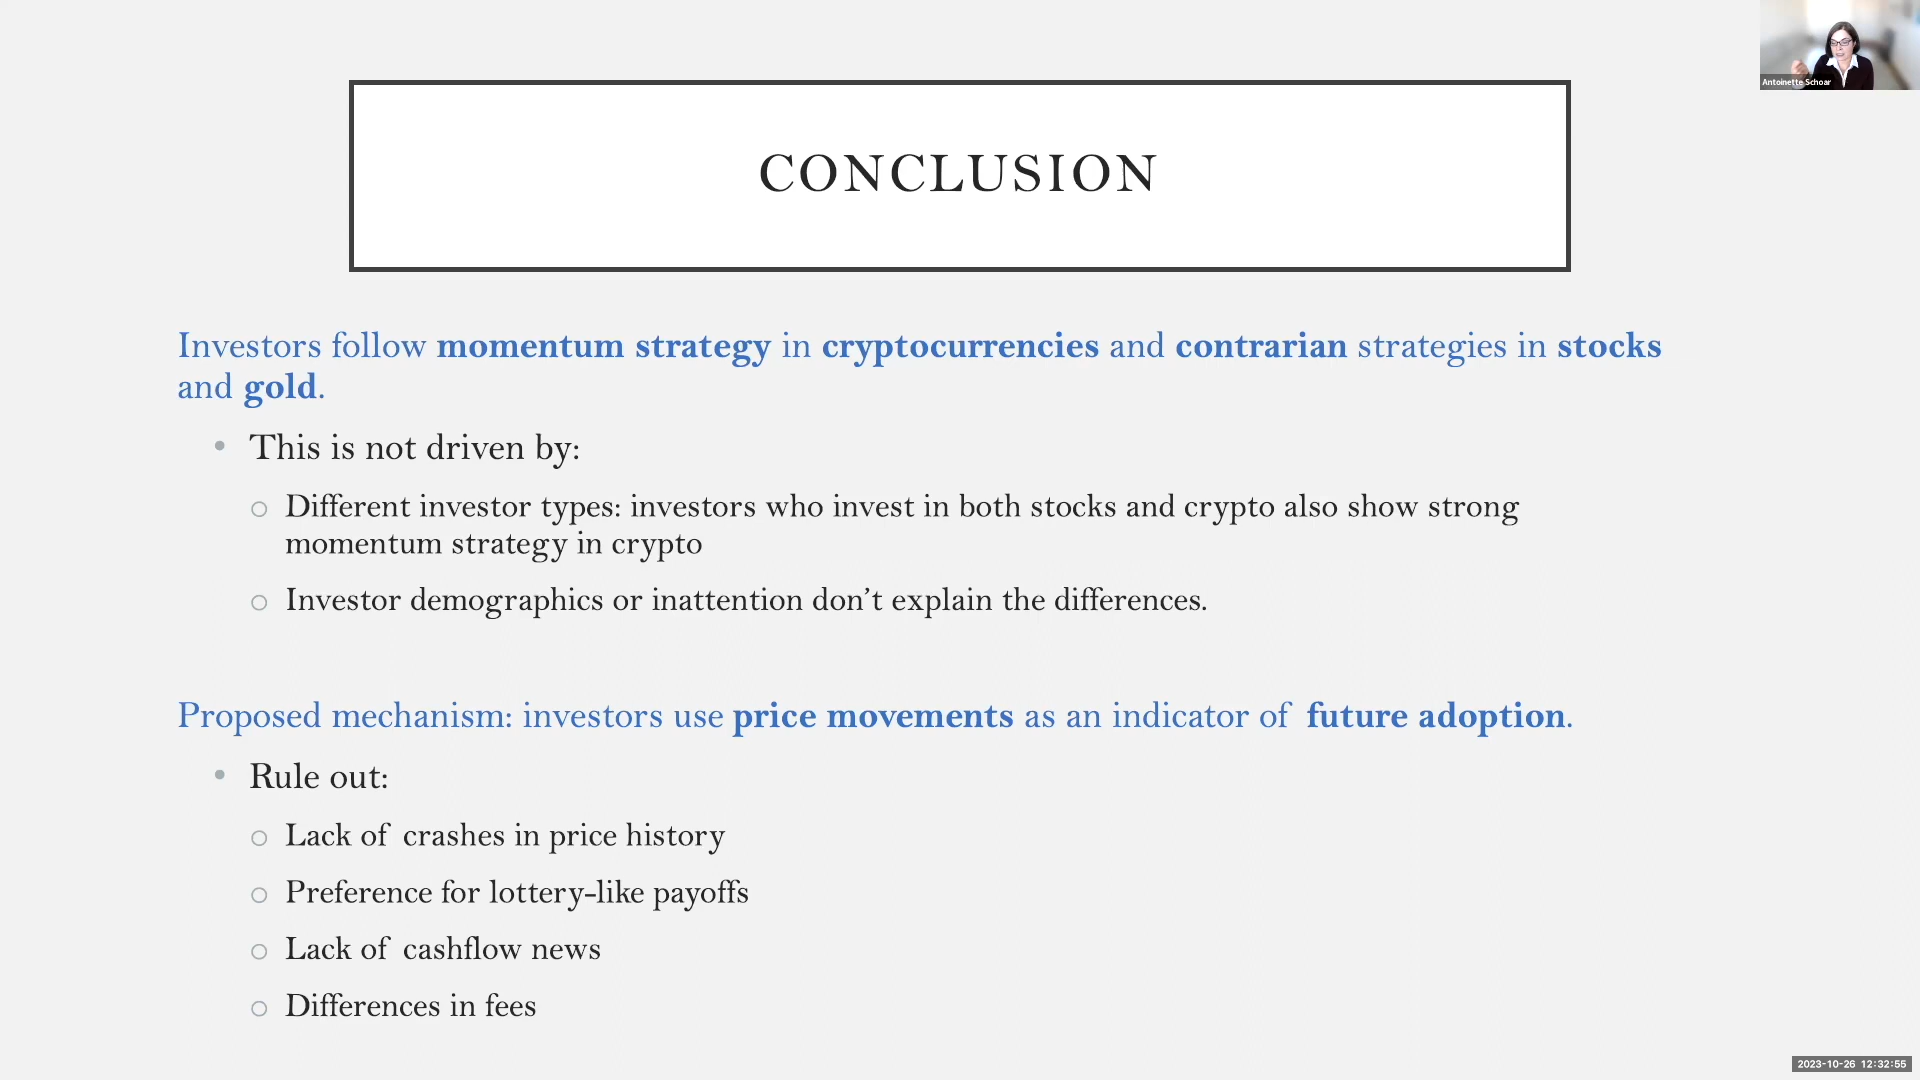 Antoinette Schoar
CONCLUSION
Investors follow momentum strategy in cryptocurrencies and contrarian strategies in stocks
and gold.
• This is not driven by:
○ Different investor types: investors who invest in both stocks and crypto also show strong
momentum strategy in crypto
○ Investor demographics or inattention don’t explain the differences.
Proposed mechanism: investors use price movements as an indicator of future adoption.
• Rule out:
○ Lack of crashes in price history
○ Preference for lottery-like payoffs
○ Lack of cashflow news
○ Differences in fees
2023-10-26 12:32:55